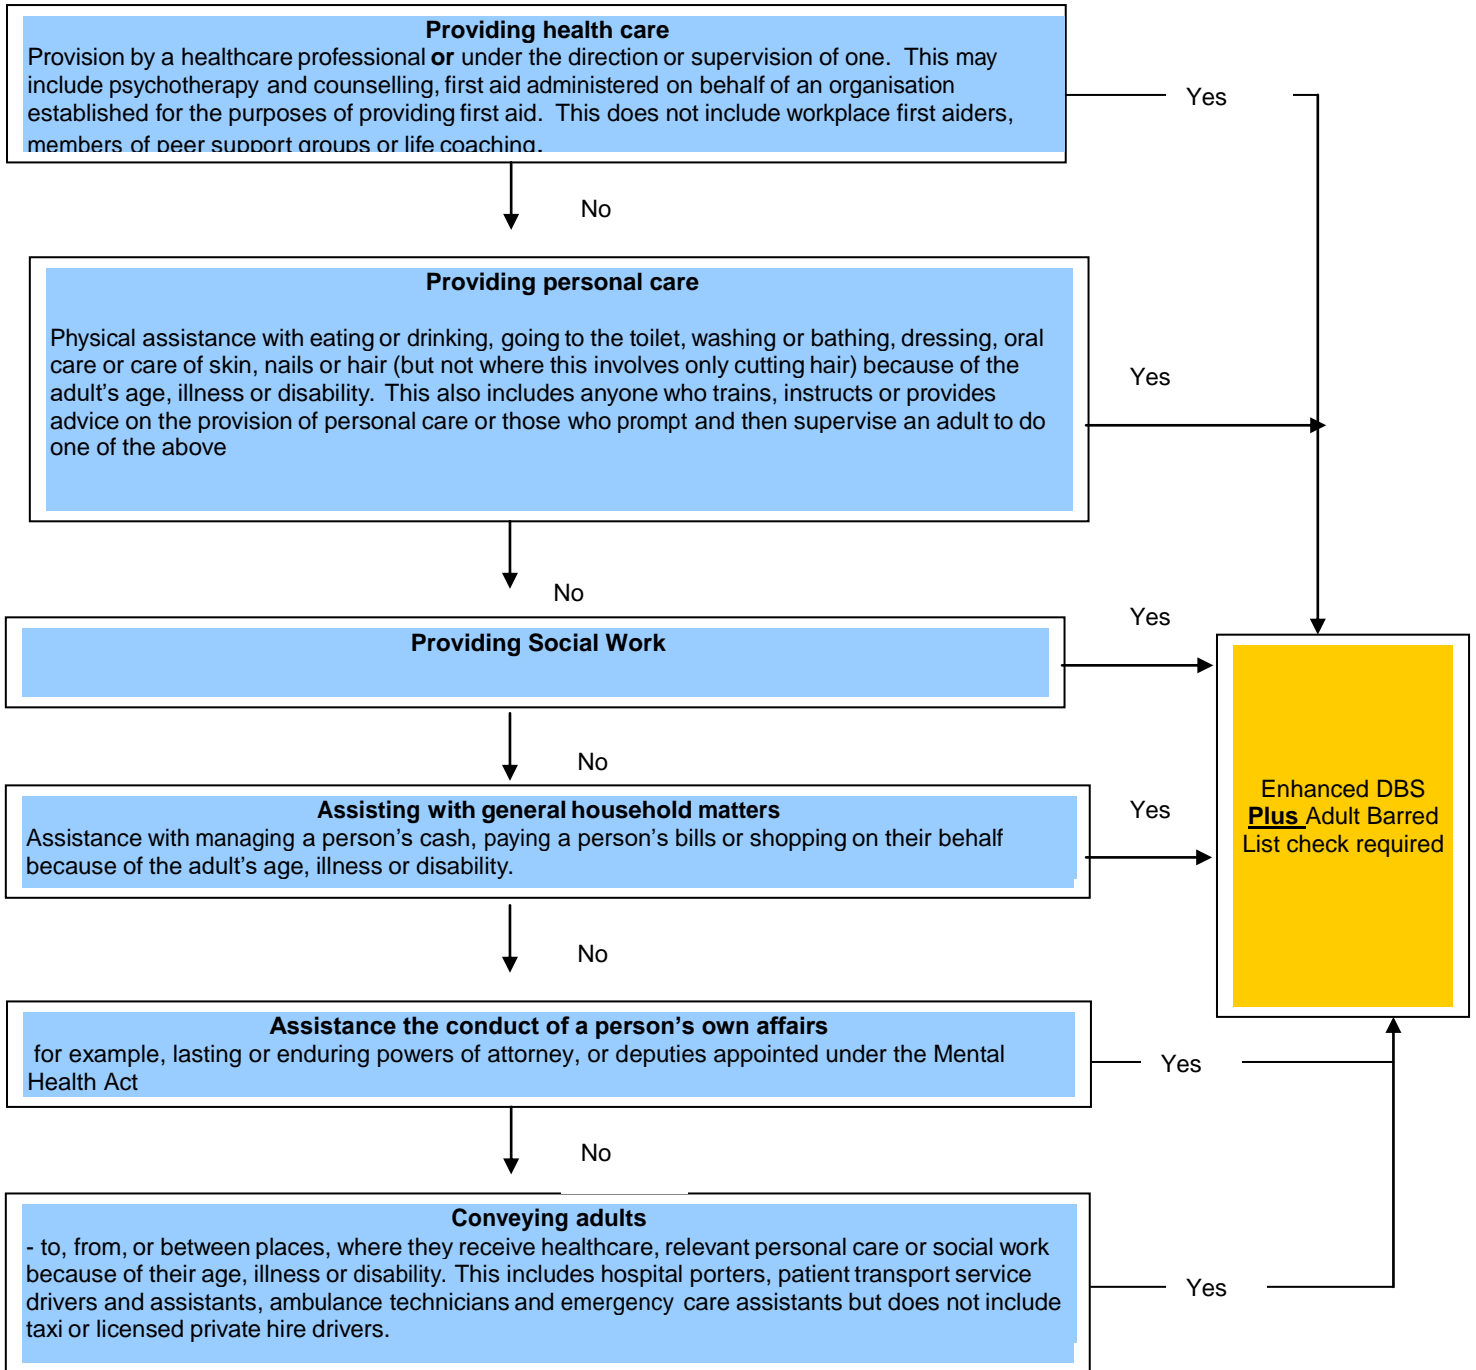 Providing health care
Provision by a healthcare professional or under the direction or supervision of one. This may
include psychotherapy and counselling, first aid administered on behalf of an organisation
established for the purposes of providing first aid. This does not include workplace first aiders,
members of peer support groups or life coaching.
Yes
No
Providing personal care
Physical assistance with eating or drinking, going to the toilet, washing or bathing, dressing, oral
care or care of skin, nails or hair (but not where this involves only cutting hair) because of the
adult’s age, illness or disability. This also includes anyone who trains, instructs or provides
advice on the provision of personal care or those who prompt and then supervise an adult to do
one of the above
Yes
No
Providing Social Work
Yes
No
Assisting with general household matters
Assistance with managing a person’s cash, paying a person’s bills or shopping on their behalf
because of the adult’s age, illness or disability.
Yes
Enhanced DBS
Plus Adult Barred
List check required
No
Assistance the conduct of a person’s own affairs
for example, lasting or enduring powers of attorney, or deputies appointed under the Mental
Health Act
Yes
No
Conveying adults
- to, from, or between places, where they receive healthcare, relevant personal care or social work
because of their age, illness or disability. This includes hospital porters, patient transport service
drivers and assistants, ambulance technicians and emergency care assistants but does not include
taxi or licensed private hire drivers.
Yes